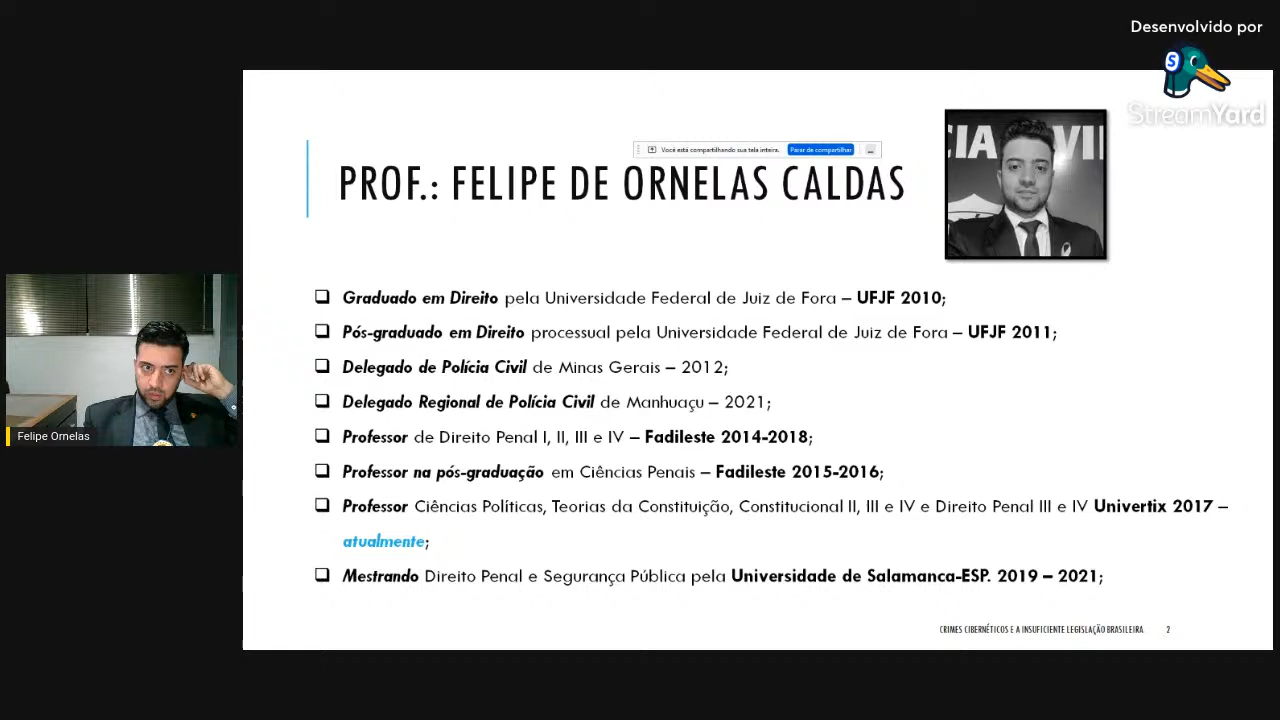 Desenvolvido por
StreamYard
CIA CIVIL
Você está compartilhando sua tela inteira. Parar de compartilhar
PROF.: FELIPE DE ORNELAS CALDAS
❑ Graduado em Direito pela Universidade Federal de Juiz de Fora – UFJF 2010;
❑ Pós-graduado em Direito processual pela Universidade Federal de Juiz de Fora – UFJF 2011;
❑ Delegado de Polícia Civil de Minas Gerais – 2012;
❑ Delegado Regional de Polícia Civil de Manhuaçu – 2021;
❑ Professor de Direito Penal I, II, III e IV – Fadileste 2014-2018;
❑ Professor na pós-graduação em Ciências Penais – Fadileste 2015-2016;
❑ Professor Ciências Políticas, Teorias da Constituição, Constitucional II, III e IV e Direito Penal III e IV Univertix 2017 –
atualmente;
❑ Mestrando Direito Penal e Segurança Pública pela Universidade de Salamanca-ESP. 2019 – 2021;
Felipe Ornelas
CRIMES CIBERNÉTICOS E A INSUFICIENTE LEGISLAÇÃO BRASILEIRA 2